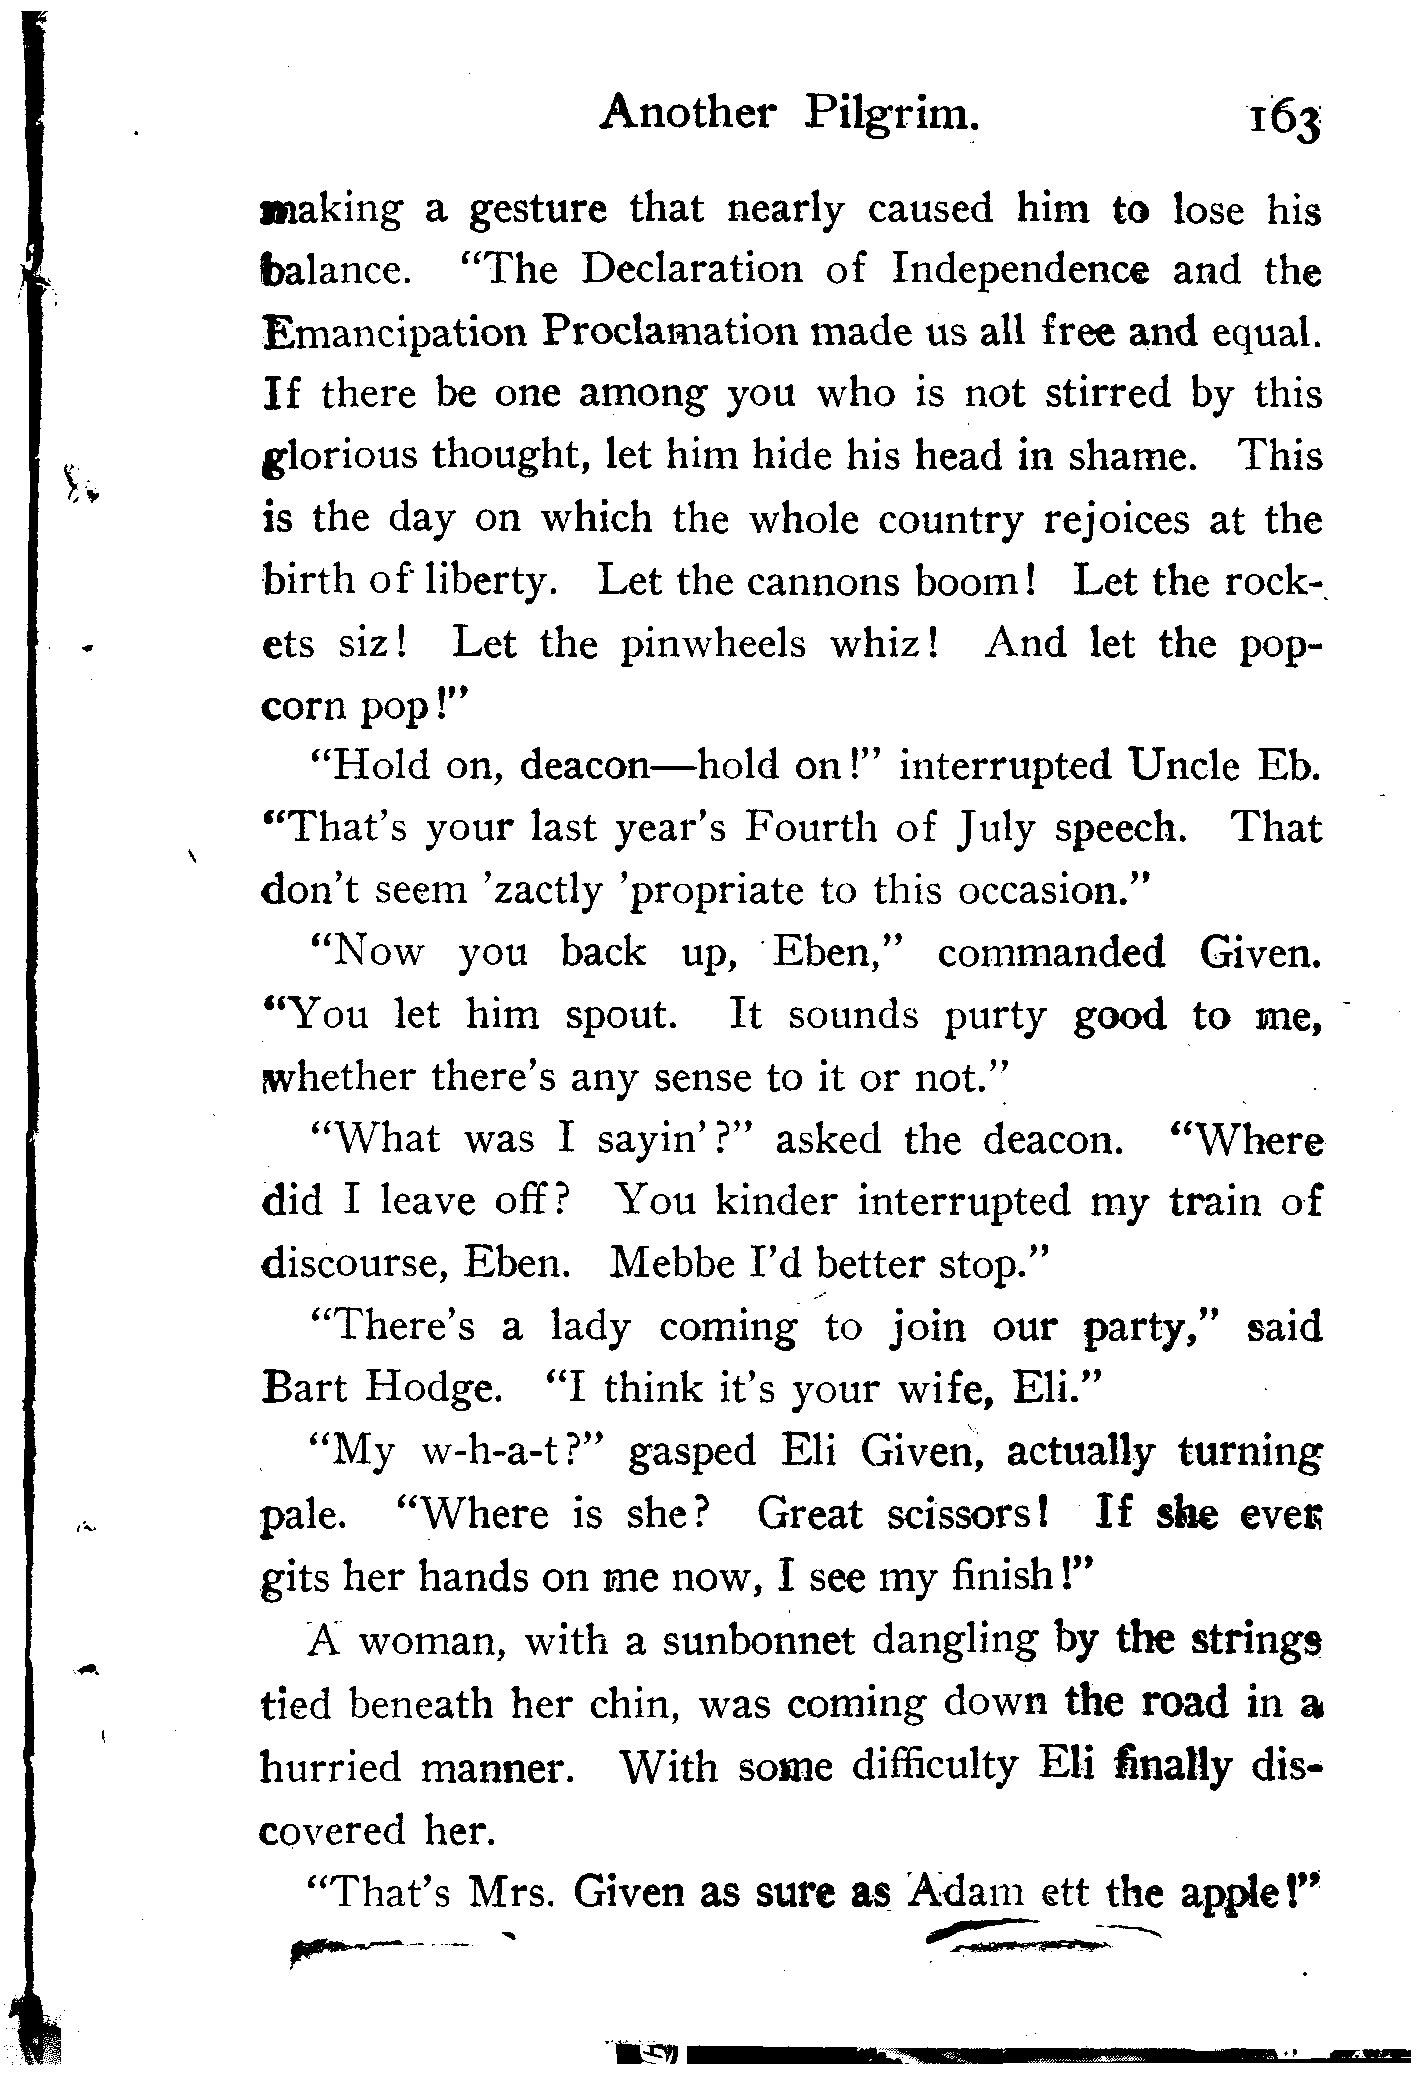 Another Pilgrim. 163
making a gesture that nearly caused him to lose his
balance. “The Declaration of Independence and the
Emancipation Proclamation made us all free and equal.
If there be one among you who is not stirred by this
glorious thought, let him hide his head in shame. This
is the day on which the whole country rejoices at the
birth of liberty. Let the cannons boom! Let the rock-
ets siz! Let the pinwheels whiz! And let the pop-
corn pop!”
“Hold on, deacon—hold on!” interrupted Uncle Eb.
“That’s your last year’s Fourth of July speech. That
don’t seem ’zactly ’propriate to this occasion.”
“Now you back up, Eben,” commanded Given.
“You let him spout. It sounds purty good to me,
whether there’s any sense to it or not.”
“What was I sayin’?” asked the deacon. “Where
did I leave off? You kinder interrupted my train of
discourse, Eben. Mebbe I’d better stop.”
“There’s a lady coming to join our party,” said
Bart Hodge. “I think it’s your wife, Eli.”
“My w-h-a-t?” gasped Eli Given, actually turning
pale. “Where is she? Great scissors! If she ever
gits her hands on me now, I see my finish!”
A woman, with a sunbonnet dangling by the strings
tied beneath her chin, was coming down the road in a
hurried manner. With some difficulty Eli finally dis-
covered her.
“That’s Mrs. Given as sure as Adam ett the apple!”